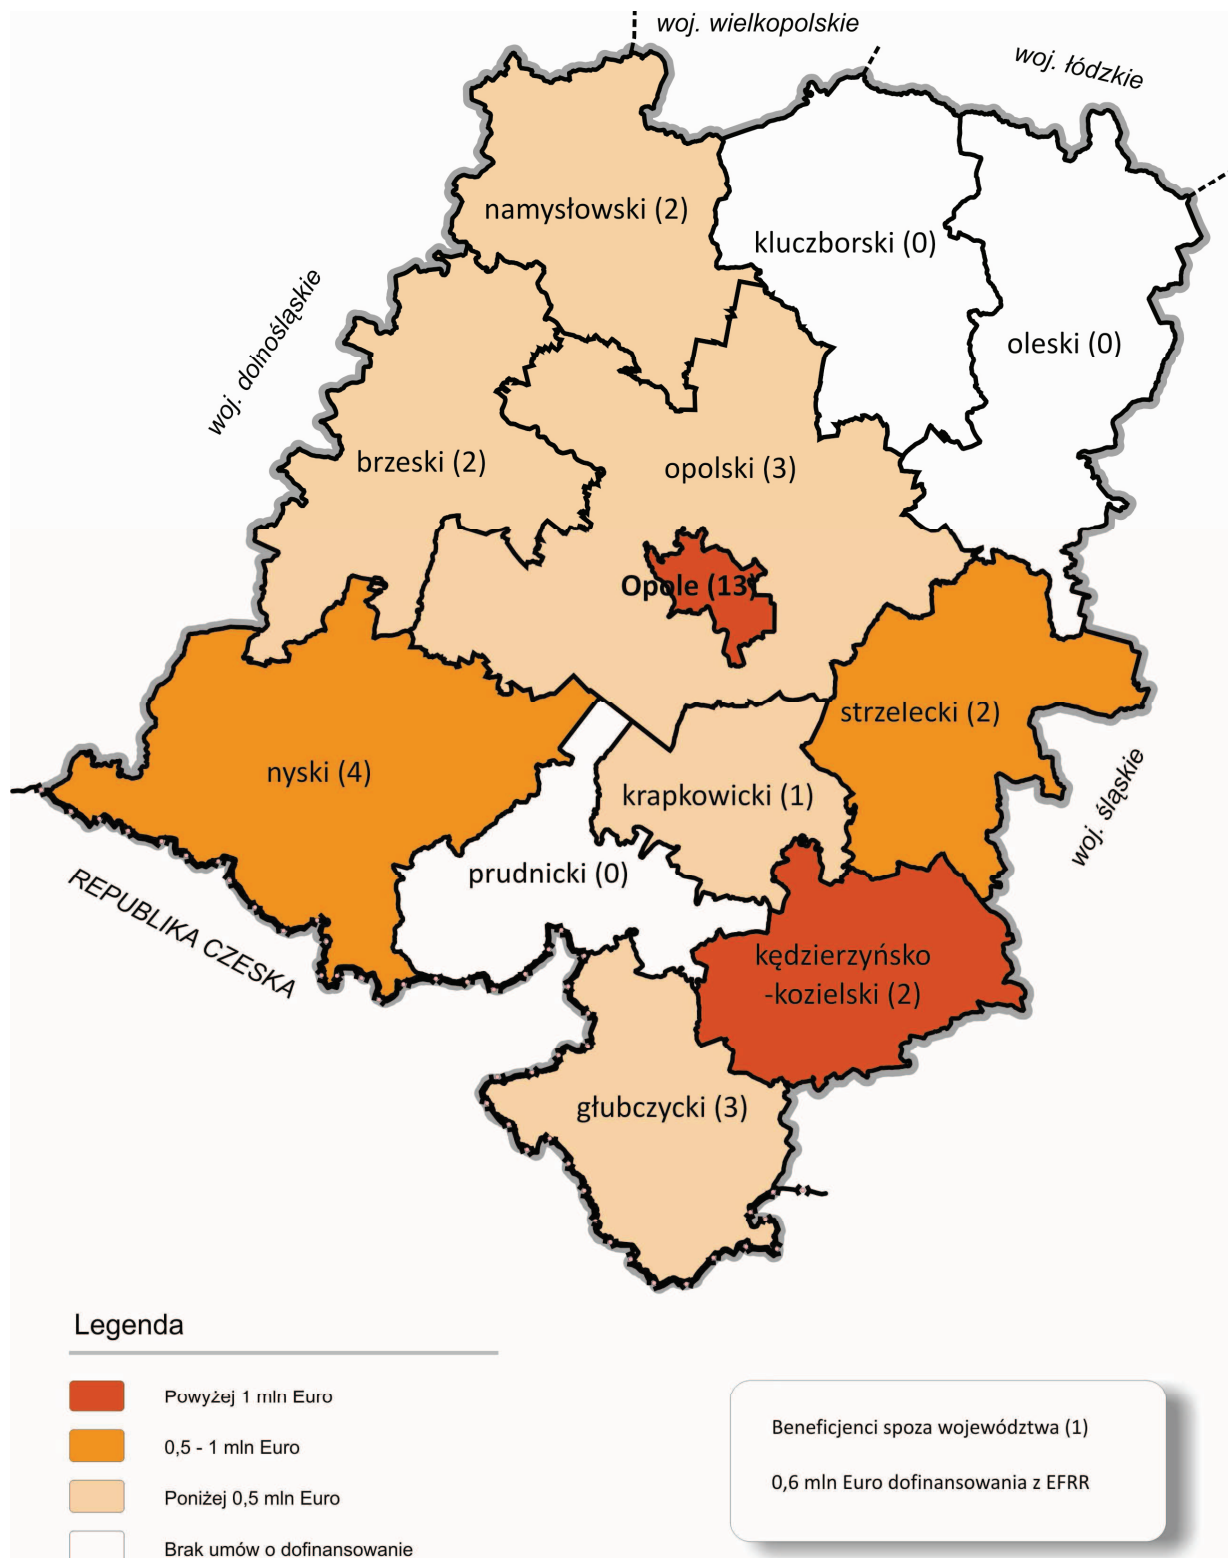 woj. wielkopolskie
woj. łódzkie
namysłowski (2)
kluczborski (0)
oleski (0)
woj. dolnośląskie
brzeski (2)
opolski (3)
Opole (13)
strzelecki (2)
nyski (4)
krapkowicki (1)
woj. śląskie
prudnicki (0)
REPUBLIKA CZESKA
kędzierzyńsko
-kozielski (2)
głubczycki (3)
Legenda
Powyżej 1 mln Euro
0,5 - 1 mln Euro
Poniżej 0,5 mln Euro
Brak umów o dofinansowanie
Beneficjenci spoza województwa (1)
0,6 mln Euro dofinansowania z EFRR